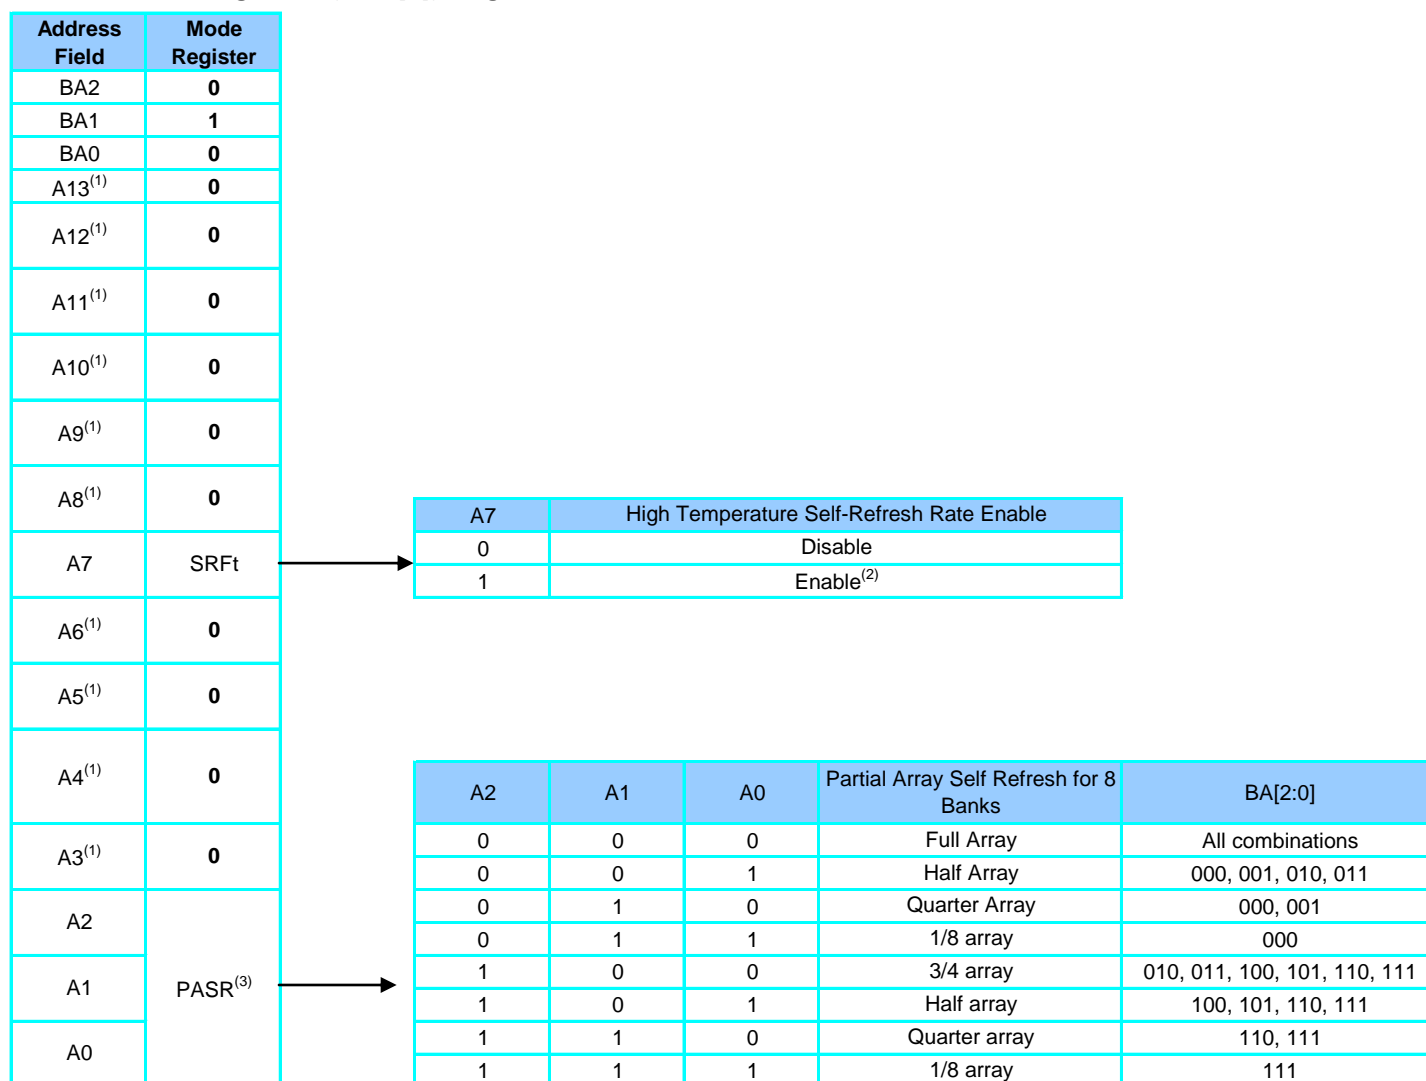 Address Field Mode Register
BA2 0
BA1 1
BA0 0
A13(1) 0
A12(1) 0
A11(1) 0
A10(1) 0
A9(1) 0
A8(1) 0
A7 SRFt
A6(1) 0
A5(1) 0
A4(1) 0
A3(1) 0
A2
A1 PASR(3)
A0
A7 High Temperature Self-Refresh Rate Enable
0 Disable
1 Enable(2)
A2 A1 A0 Partial Array Self Refresh for 8 Banks BA[2:0]
0 0 0 Full Array All combinations
0 0 1 Half Array 000, 001, 010, 011
0 1 0 Quarter Array 000, 001
0 1 1 1/8 array 000
1 0 0 3/4 array 010, 011, 100, 101, 110, 111
1 0 1 Half array 100, 101, 110, 111
1 1 0 Quarter array 110, 111
1 1 1 1/8 array 111